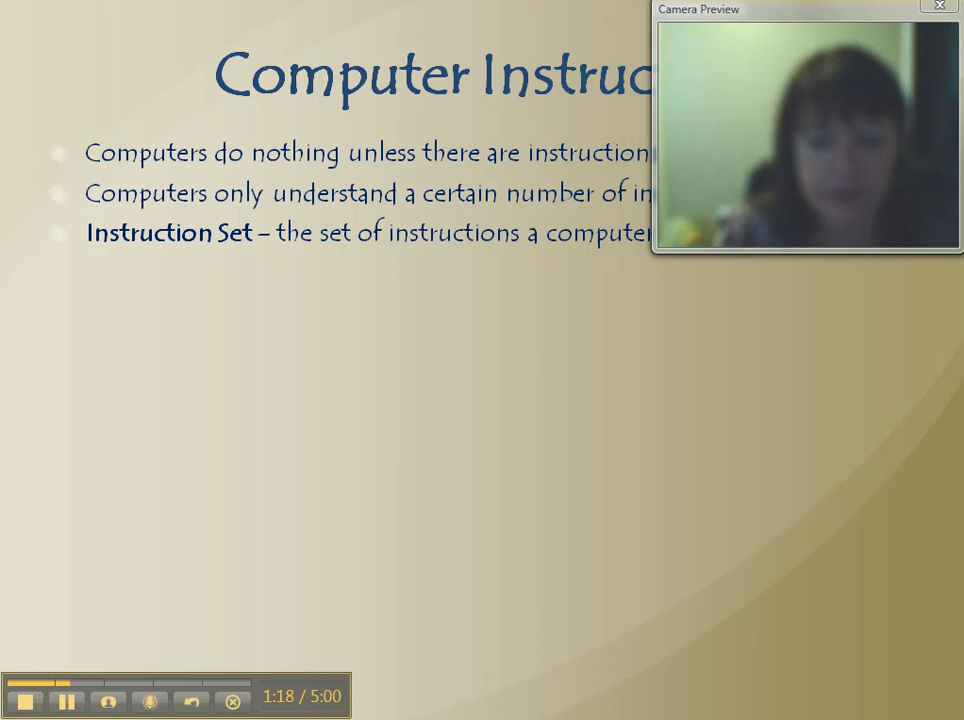 Camera Preview
Computer Instruc
Computers do nothing unless there are instruction
Computers only understand a certain number of in
Instruction Set – the set of instructions a computer
1:18 / 5:00